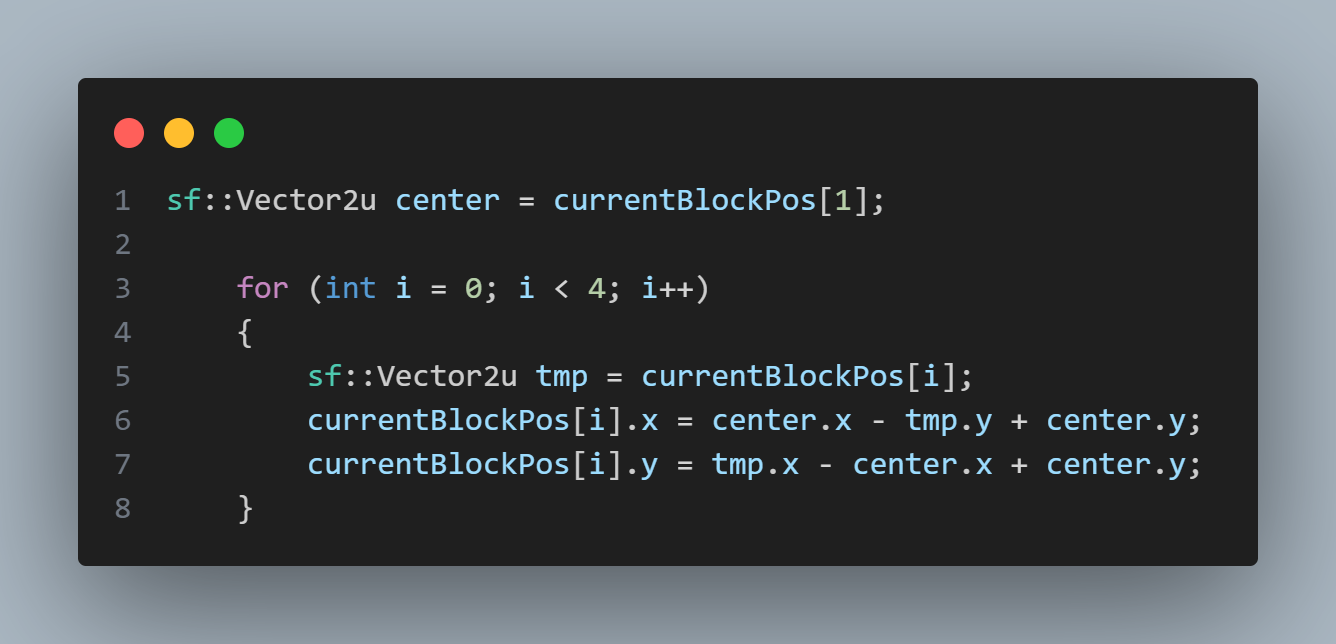 1 sf::Vector2u center = currentBlockPos[1];
2
3     for (int i = 0; i < 4; i++)
4     {
5         sf::Vector2u tmp = currentBlockPos[i];
6         currentBlockPos[i].x = center.x - tmp.y + center.y;
7         currentBlockPos[i].y = tmp.x - center.x + center.y;
8     }